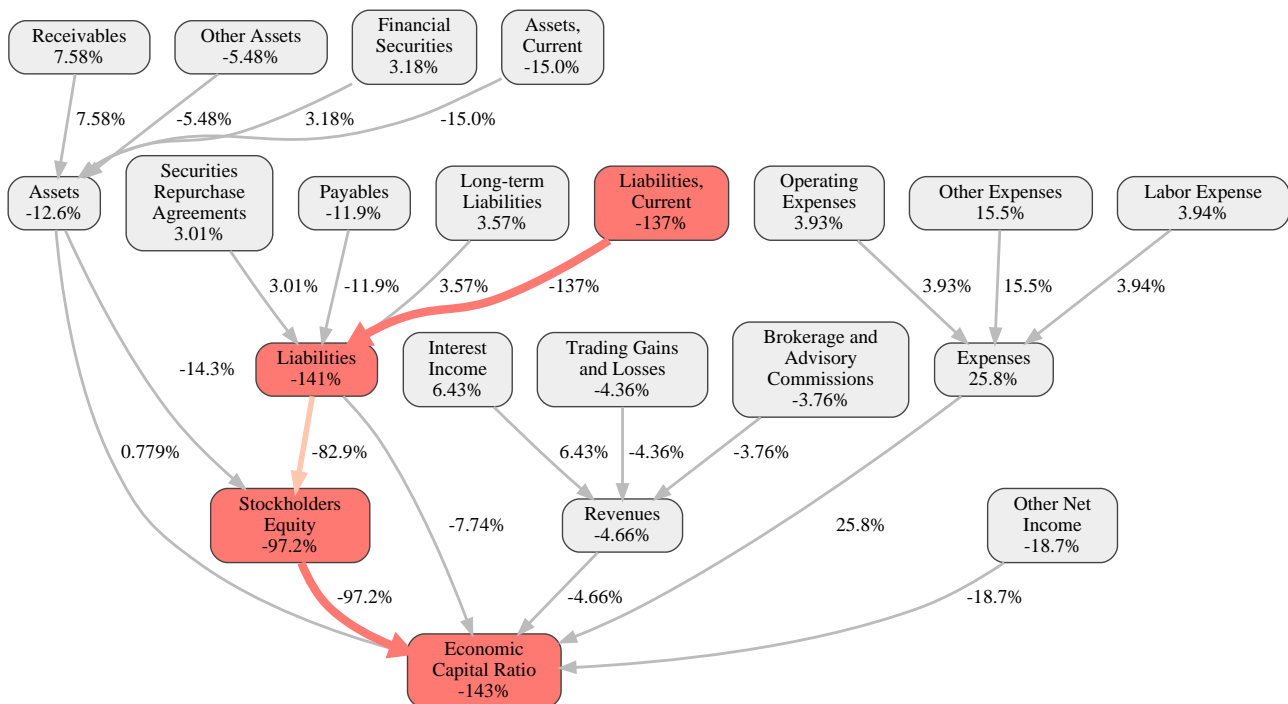 Receivables
7.58%
Other Assets
-5.48%
Financial
Securities
3.18%
Assets,
Current
-15.0%
7.58%
-5.48%
3.18%
-15.0%
Assets
-12.6%
Securities
Repurchase
Agreements
3.01%
Payables
-11.9%
Long-term
Liabilities
3.57%
Liabilities,
Current
-137%
Operating
Expenses
3.93%
Other Expenses
15.5%
Labor Expense
3.94%
3.01%
-11.9%
3.57%
-137%
3.93%
15.5%
3.94%
-14.3%
Liabilities
-141%
Interest
Income
6.43%
Trading Gains
and Losses
-4.36%
Brokerage and
Advisory
Commissions
-3.76%
Expenses
25.8%
0.779%
-82.9%
6.43%
-4.36%
-3.76%
Stockholders
Equity
-97.2%
-7.74%
Revenues
-4.66%
25.8%
Other Net
Income
-18.7%
-97.2%
-4.66%
-18.7%
Economic
Capital Ratio
-143%